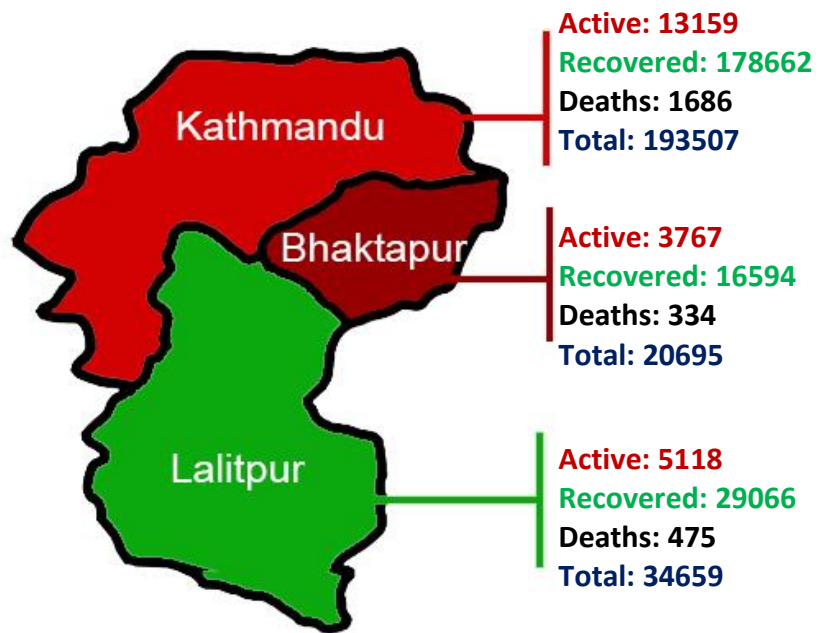 Kathmandu
Active: 13159
Recovered: 178662
Deaths: 1686
Total: 193507
Bhaktapur
Active: 3767
Recovered: 16594
Deaths: 334
Total: 20695
Lalitpur
Active: 5118
Recovered: 29066
Deaths: 475
Total: 34659